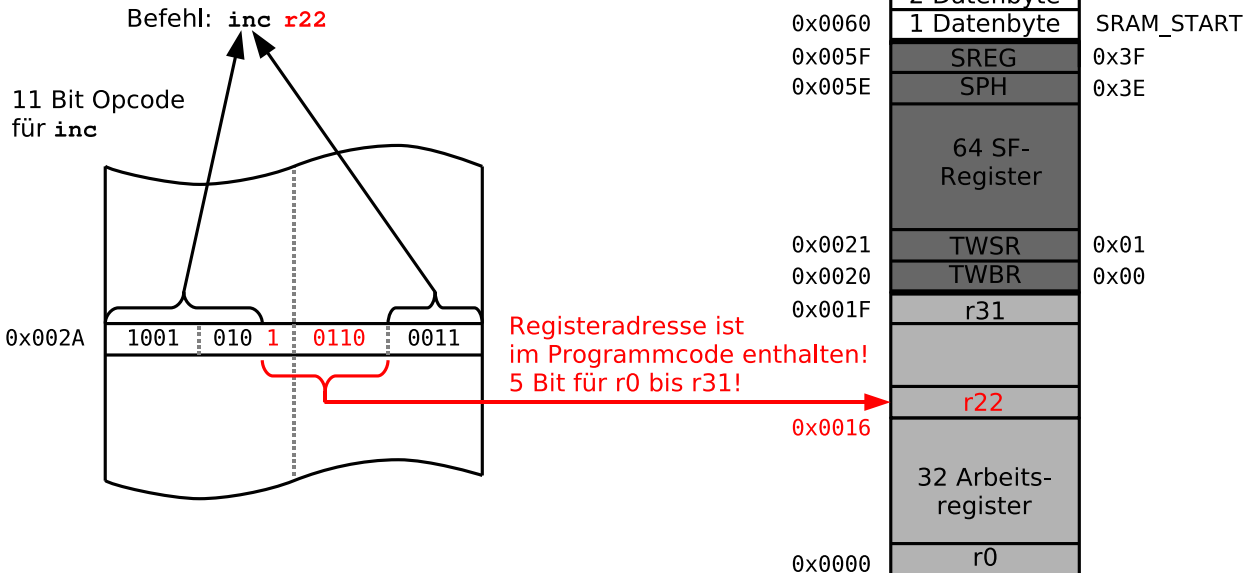 Befehl: inc r22
11 Bit Opcode
für inc
0x002A 1001 010 1 0110 0011
Registeradresse ist
im Programmcode enthalten!
5 Bit für r0 bis r31!
2 Datenbyte
0x0060 1 Datenbyte SRAM_START
0x005F SREG 0x3F
0x005E SPH 0x3E
64 SF-
Register
0x0021 TWSR 0x01
0x0020 TWBR 0x00
0x001F r31
r22
0x0016
32 Arbeits-
register
0x0000 r0